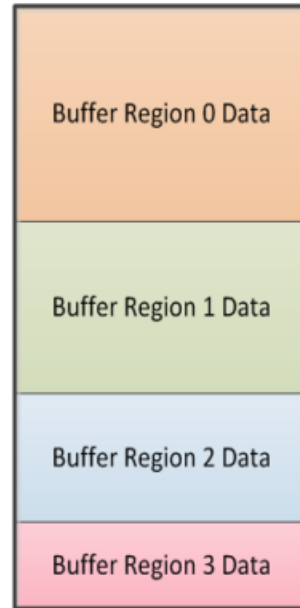 Buffer Region 0 Data
Buffer Region 1 Data
Buffer Region 2 Data
Buffer Region 3 Data